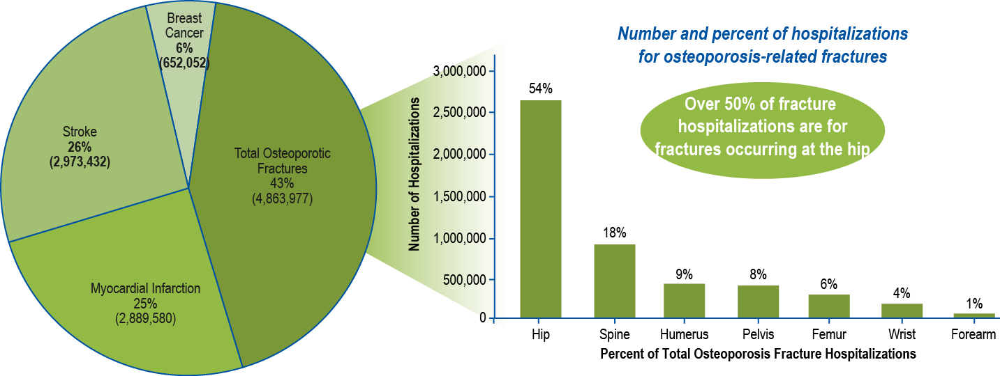 Breast
Cancer
6%
(652,052)
Stroke
26%
(2,973,432)
Total Osteoporotic
Fractures
43%
(4,863,977)
Myocardial Infarction
25%
(2,889,580)
Number and percent of hospitalizations
for osteoporosis-related fractures
Over 50% of fracture
hospitalizations are for
fractures occurring at the hip
Number of Hospitalizations
3,000,000
2,500,000
2,000,000
1,500,000
1,000,000
500,000
0
54%
18%
9%
8%
6%
4%
1%
Hip
Spine
Humerus
Pelvis
Femur
Wrist
Forearm
Percent of Total Osteoporosis Fracture Hospitalizations